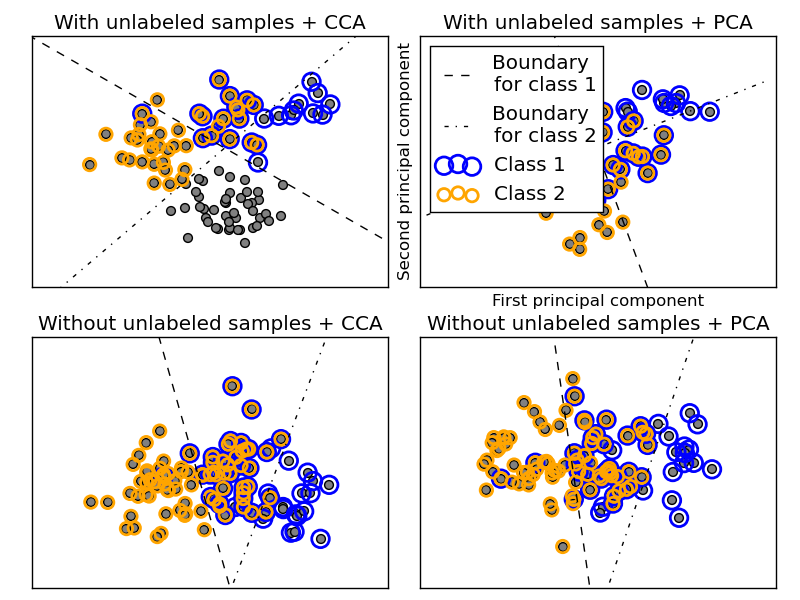 With unlabeled samples + CCA
With unlabeled samples + PCA
Second principal component
Boundary
for class 1
Boundary
for class 2
Class 1
Class 2
First principal component
Without unlabeled samples + CCA
Without unlabeled samples + PCA